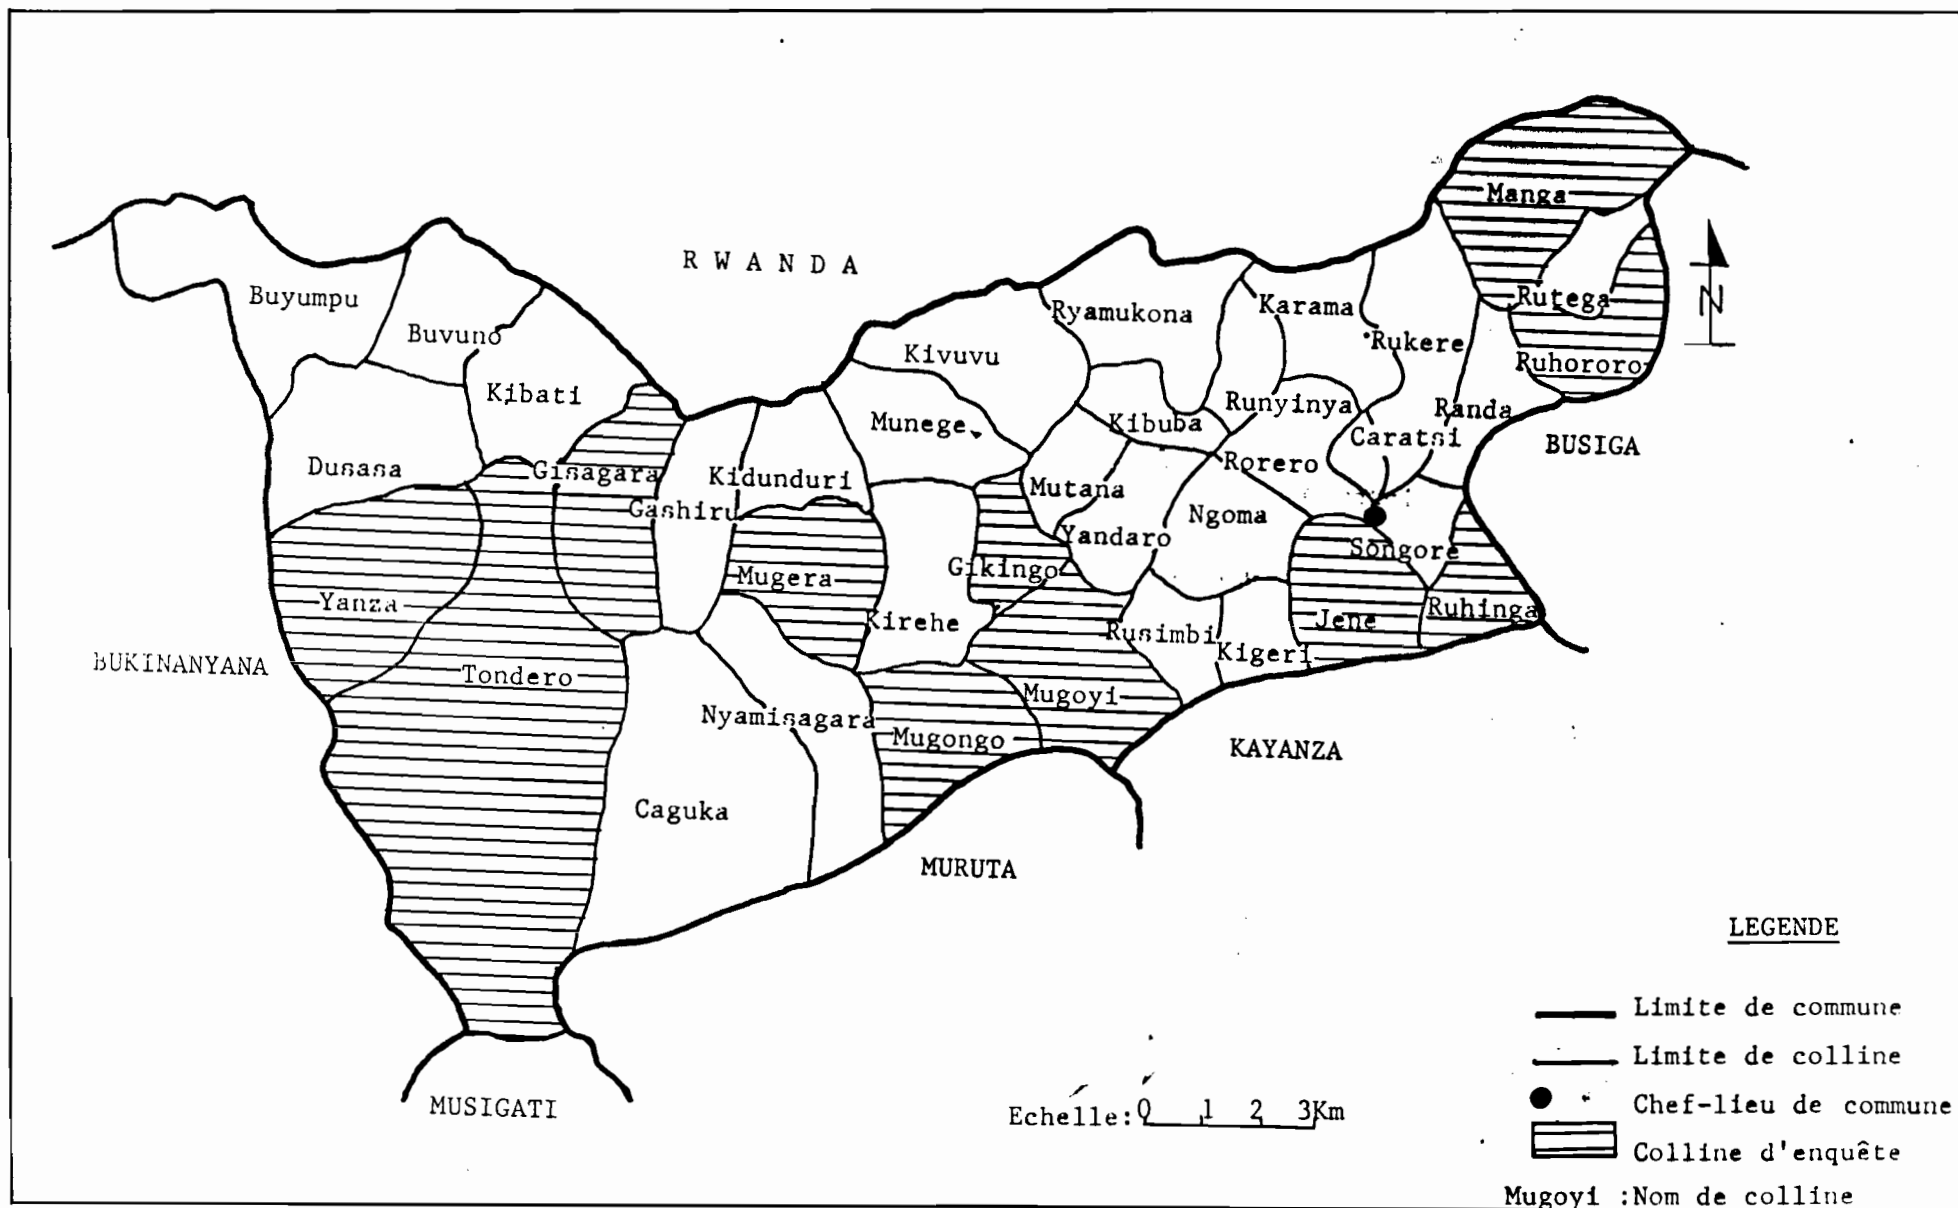 Manga
RWANDA
Buyumpu
Rutega
Karama
Ryamukona
Buvuno
Rukere
Kivuvu
Ruhororo
Kibati
Runyinya
Randa
Munege
Kibuba
Caratsi
BUSIGA
Dusasa
Gisagara
Kidunduri
Rorero
Mutana
Gashiru
Ngoma
Yandaro
Songore
Gikingo
Mugera
Yanza
Ruhinga
Kirehe
Jene
Rusimbi
Kigeri
BUKINANYANA
Tondero
Mugoyi
Nyamisagara
Mugongo
KAYANZA
Caguka
MURUTA
N
MUSIGATI
Echelle: 0 1 2 3Km
LEGENDE
Limite de commune
Limite de colline
Chef-lieu de commune
Colline d'enquête
Mugoyi :Nom de colline